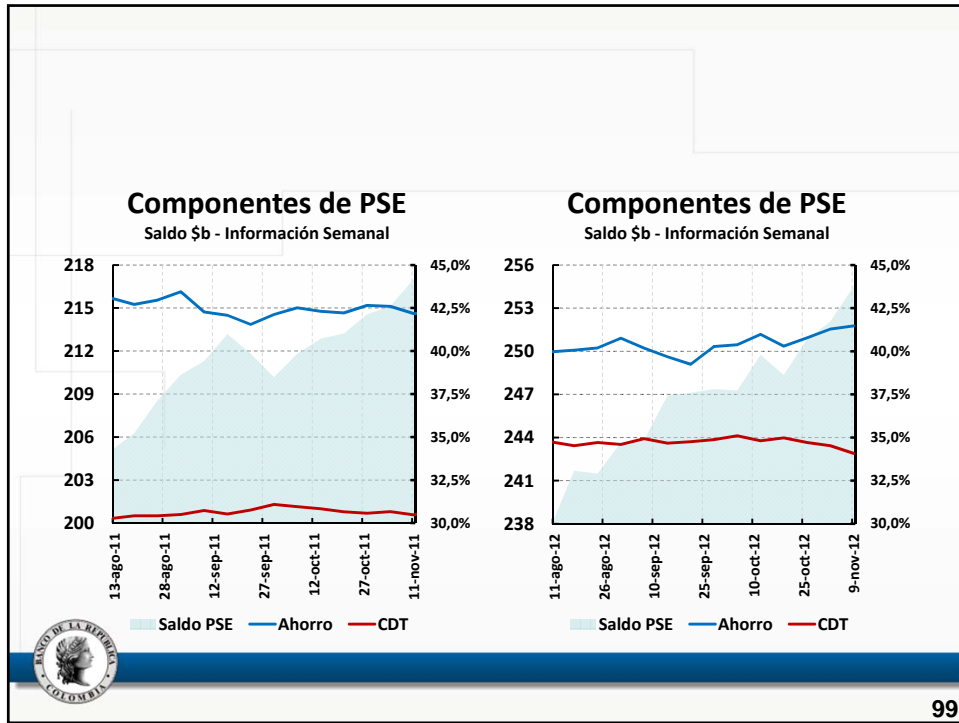 Componentes de PSE
Saldo $b - Información Semanal
218
215
212
209
206
203
200
45,0%
42,5%
40,0%
37,5%
35,0%
32,5%
30,0%
13-ago-11
28-ago-11
12-sep-11
27-sep-11
12-oct-11
27-oct-11
11-nov-11
Saldo PSE Ahorro CDT
Componentes de PSE
Saldo $b - Información Semanal
256
253
250
247
244
241
238
45,0%
42,5%
40,0%
37,5%
35,0%
32,5%
30,0%
11-ago-12
26-ago-12
10-sep-12
25-sep-12
10-oct-12
25-oct-12
9-nov-12
Saldo PSE Ahorro CDT
BANCO DE LA REPUBLICA
COLOMBIA
99